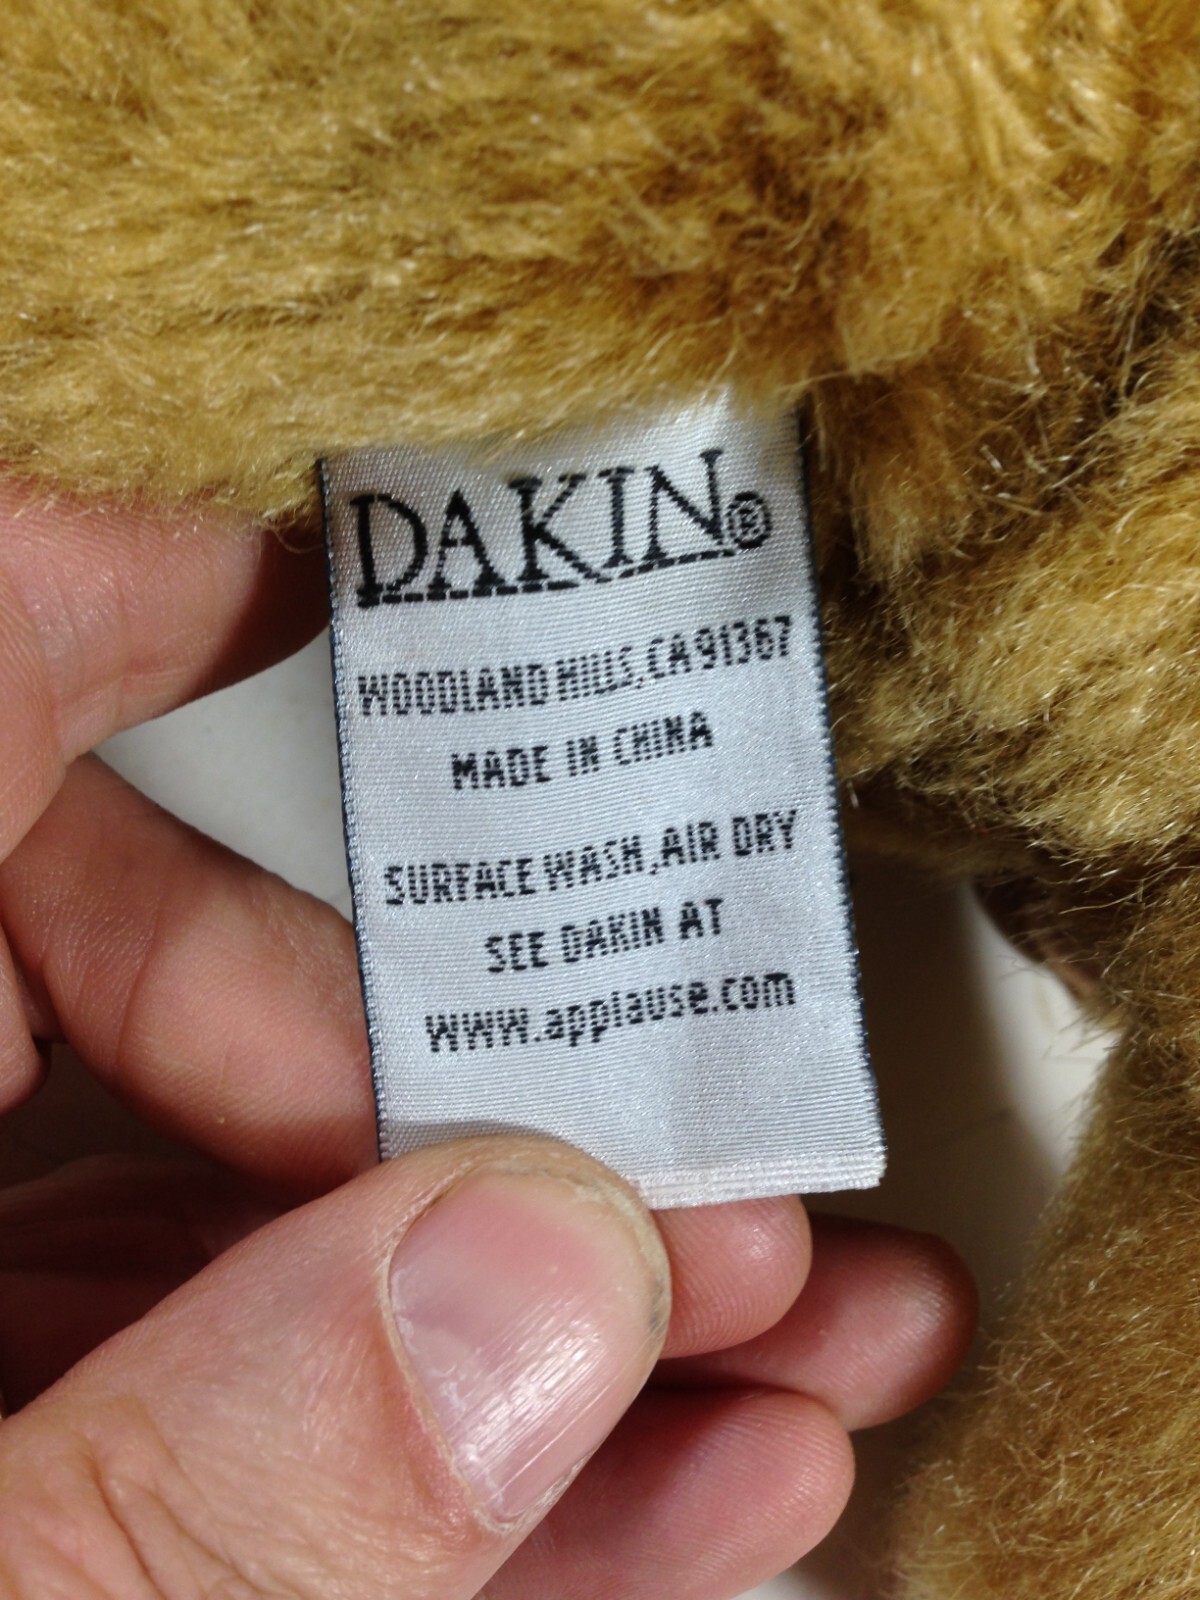 DAKIN®
WOODLAND HILLS, CA 91367
MADE IN CHINA
SURFACE WASH, AIR DRY
SEE DAKIN AT
www.applause.com